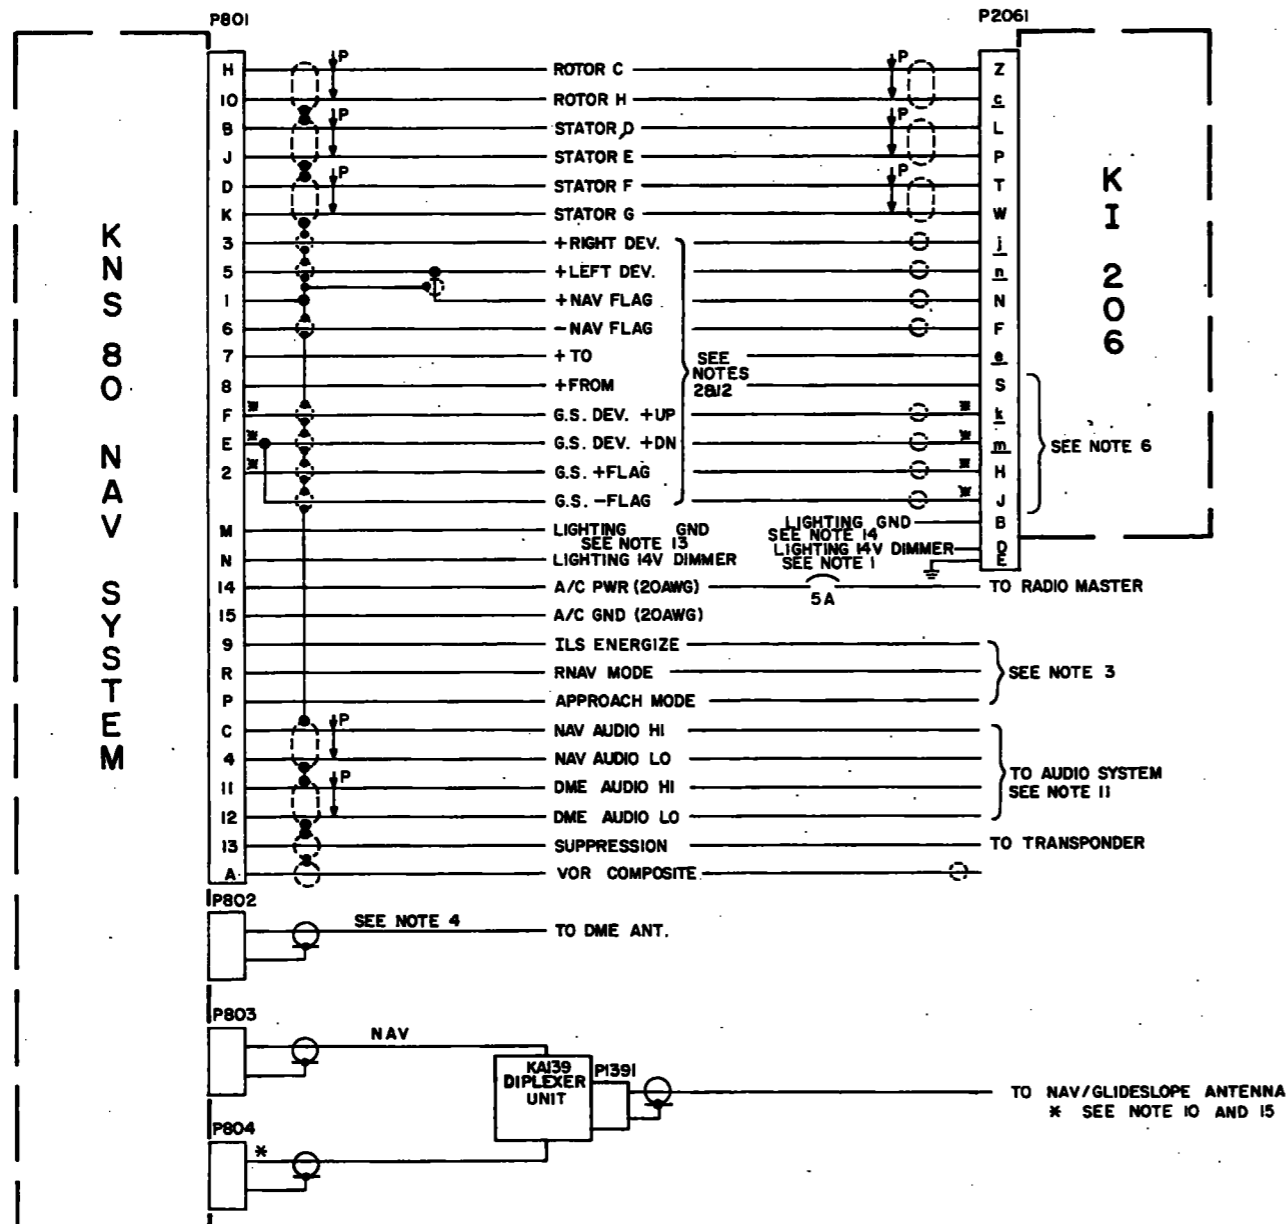 P801
P2061
H P ROTOR C P Z
10 ROTOR H c
B P STATOR D P L
J STATOR E P
D P STATOR F P T
K STATOR G W
3 +RIGHT DEV. j
5 +LEFT DEV. n
1 +NAV FLAG N
6 -NAV FLAG F
7 +TO e
8 +FROM S
SEE
NOTES
2&12
F * G.S. DEV. +UP * k
E * G.S. DEV. +DN * m
2 * G.S. +FLAG * H
G.S. -FLAG * J
SEE NOTE 6
M LIGHTING GND
SEE NOTE 13
LIGHTING GND B
SEE NOTE 14
N LIGHTING 14V DIMMER
LIGHTING 14V DIMMER D
SEE NOTE 1
E
14 A/C PWR (20AWG) 5A TO RADIO MASTER
15 A/C GND (20AWG)
9 ILS ENERGIZE
R RNAV MODE SEE NOTE 3
P APPROACH MODE
C P NAV AUDIO HI
4 NAV AUDIO LO
11 P DME AUDIO HI
12 DME AUDIO LO
TO AUDIO SYSTEM
SEE NOTE 11
13 SUPPRESSION TO TRANSPONDER
A VOR COMPOSITE
KNS 80 NAV SYSTEM
KI 206
P802
SEE NOTE 4 TO DME ANT.
P803
NAV
KA139
DIPLEXER
UNIT
P1391
TO NAV/GLIDESLOPE ANTENNA
* SEE NOTE 10 AND 15
P804
*